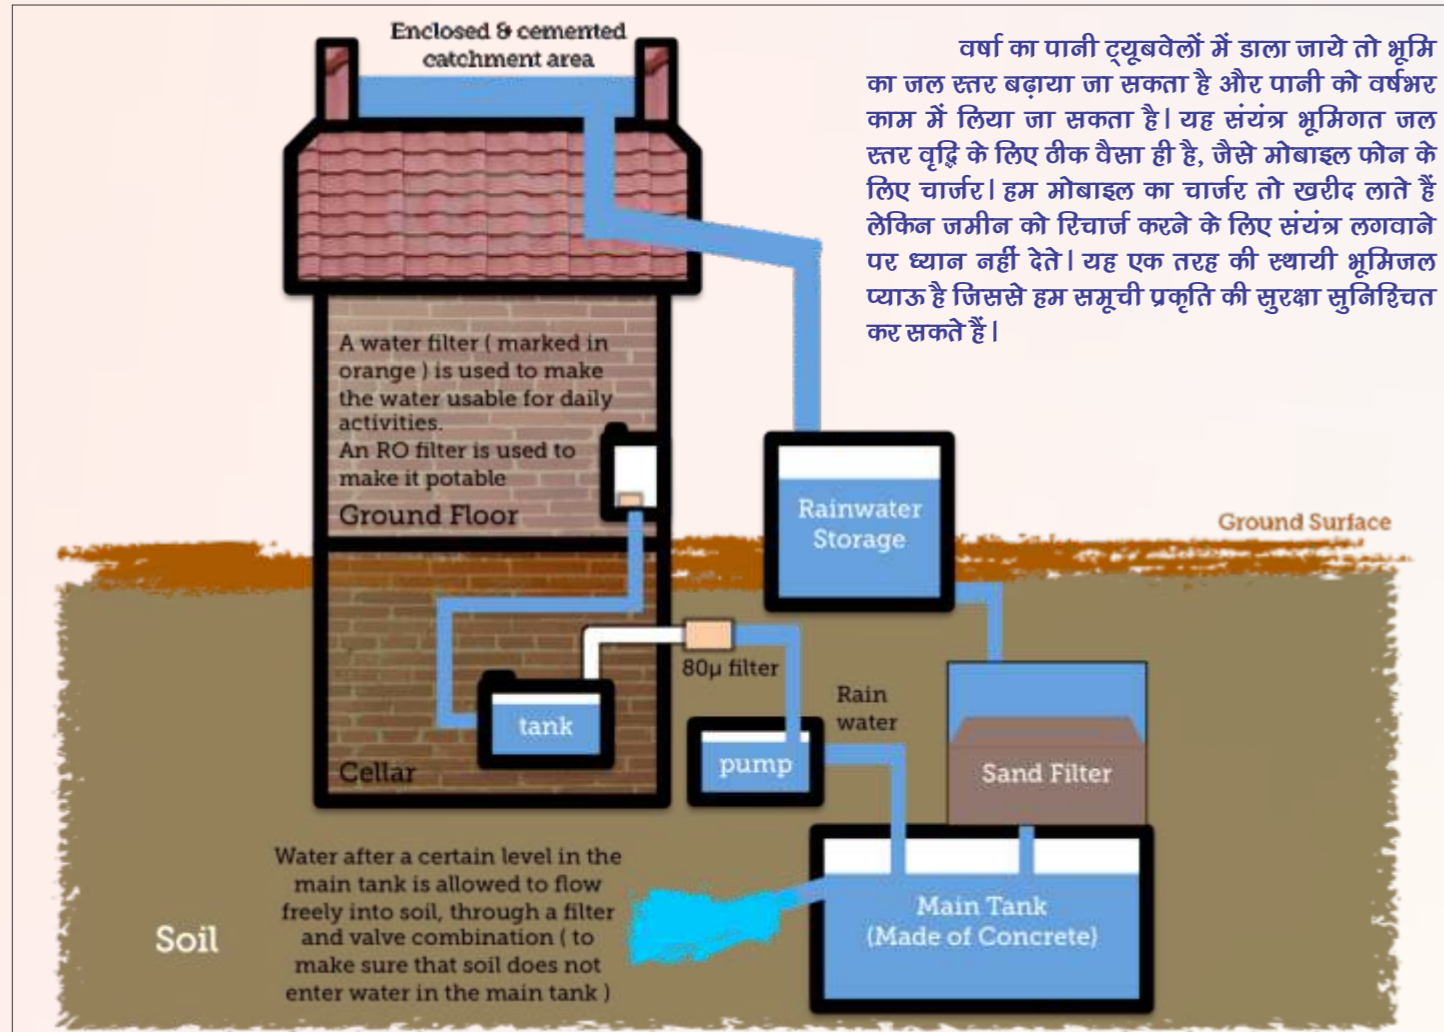 Enclosed & cemented
catchment area
वर्षा का पानी ट्यूबवेलों में डाला जाये तो भूमि
का जल स्तर बढ़ाया जा सकता है और पानी को वर्षभर
काम में लिया जा सकता है। यह संयंत्र भूमिगत जल
स्तर वृद्धि के लिए ठीक वैसा ही है, जैसे मोबाइल फोन के
लिए चार्जर। हम मोबाइल का चार्जर तो खरीद लाते हैं
लेकिन जमीन को रिचार्ज करने के लिए संयंत्र लगवाने
पर ध्यान नहीं देते। यह एक तरह की स्थायी भूमिजल
प्याऊ है जिससे हम समूची प्रकृति की सुरक्षा सुनिश्चित
कर सकते हैं।
A water filter ( marked in
orange ) is used to make
the water usable for daily
activities.
An RO filter is used to
make it potable
Ground Floor
Rainwater
Storage
Ground Surface
80µ filter
Rain
water
tank
pump
Sand Filter
Cellar
Water after a certain level in the
main tank is allowed to flow
freely into soil, through a filter
and valve combination ( to
make sure that soil does not
enter water in the main tank )
Main Tank
(Made of Concrete)
Soil